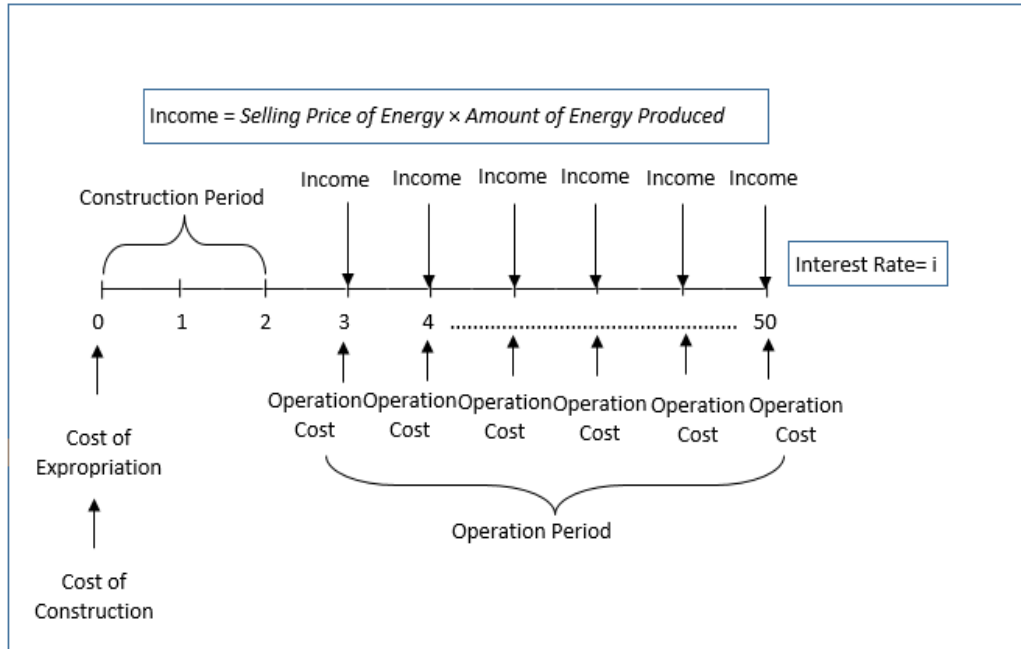 Income = Selling Price of Energy × Amount of Energy Produced
Income Income Income Income Income Income
Construction Period
Interest Rate= i
0 1 2 3 4 ........................................................ 50
Operation Operation Operation Operation Operation Operation
Cost Cost Cost Cost Cost Cost
Cost of
Expropriation
Operation Period
Cost of
Construction